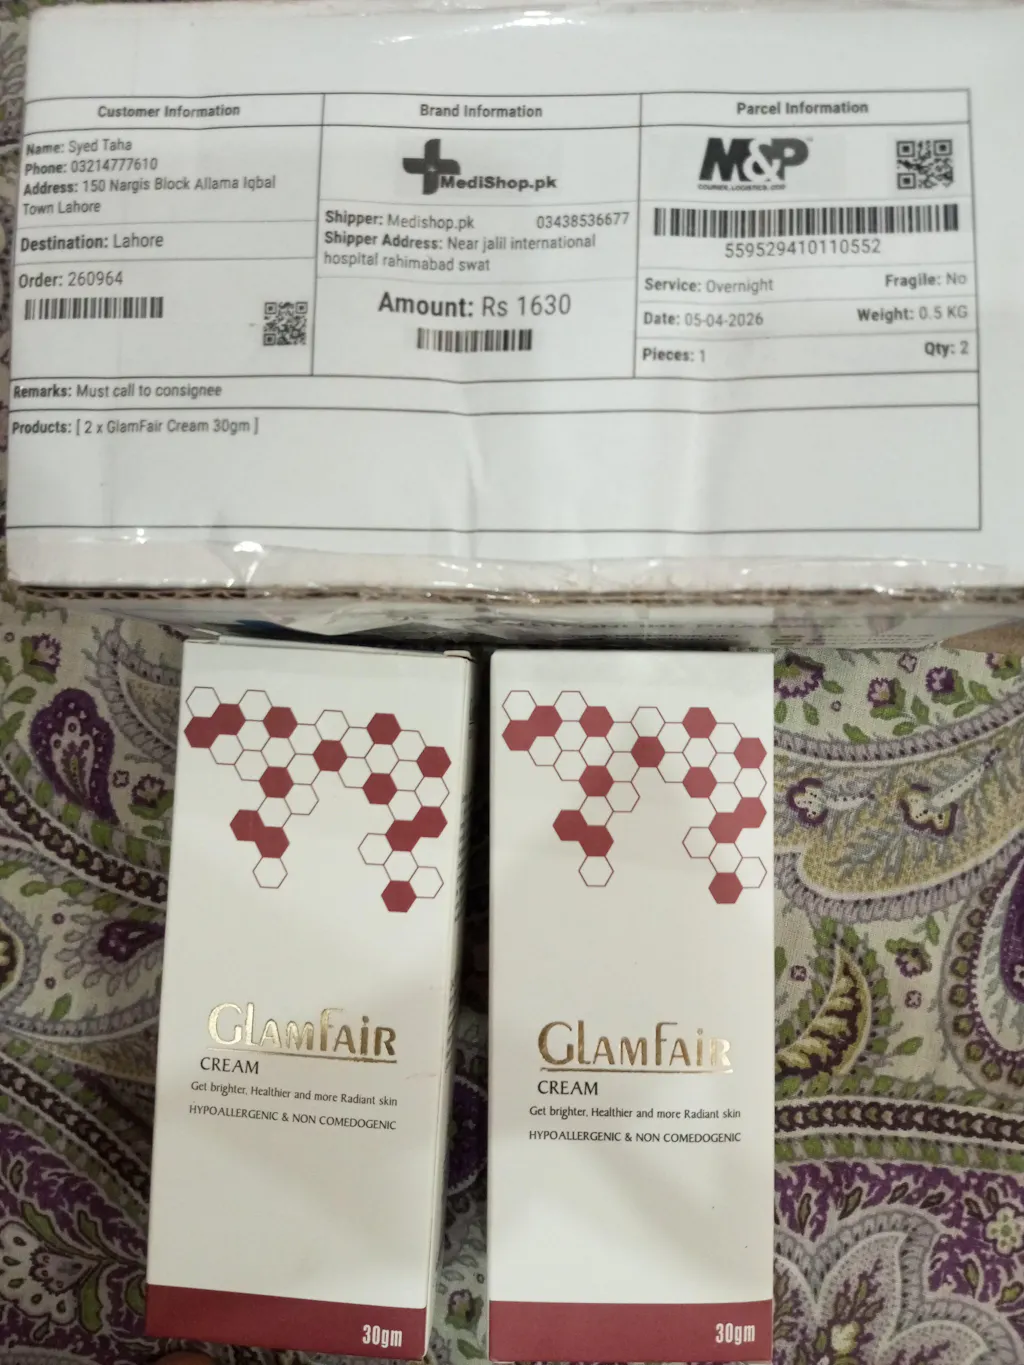 Customer Information
Name: Syed Taha
Phone: 03214777610
Address: 150 Nargis Block Allama Iqbal
Town Lahore
Destination: Lahore
Order: 260964
Brand Information
MediShop.pk
Shipper: Medishop.pk 03438536677
Shipper Address: Near jalil international
hospital rahimabad swat
Amount: Rs 1630
Parcel Information
M&P
559529410110552
Service: Overnight Fragile: No
Date: 05-04-2026 Weight: 0.5 KG
Pieces: 1 Qty: 2
Remarks: Must call to consignee
Products: [ 2 x GlamFair Cream 30gm ]
GLAMFAIR
CREAM
Get brighter, Healthier and more Radiant skin
HYPOALLERGENIC & NON COMEDOGENIC
30gm
GLAMFAIR
CREAM
Get brighter, Healthier and more Radiant skin
HYPOALLERGENIC & NON COMEDOGENIC
30gm